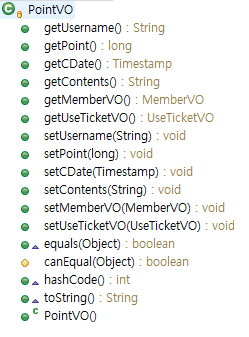 PointVO
getUsername() : String
getPoint() : long
getCDate() : Timestamp
getContents() : String
getMemberVO() : MemberVO
getUseTicketVO() : UseTicketVO
setUsername(String) : void
setPoint(long) : void
setCDate(Timestamp) : void
setContents(String) : void
setMemberVO(MemberVO) : void
setUseTicketVO(UseTicketVO) : void
equals(Object) : boolean
canEqual(Object) : boolean
hashCode() : int
toString() : String
PointVO()